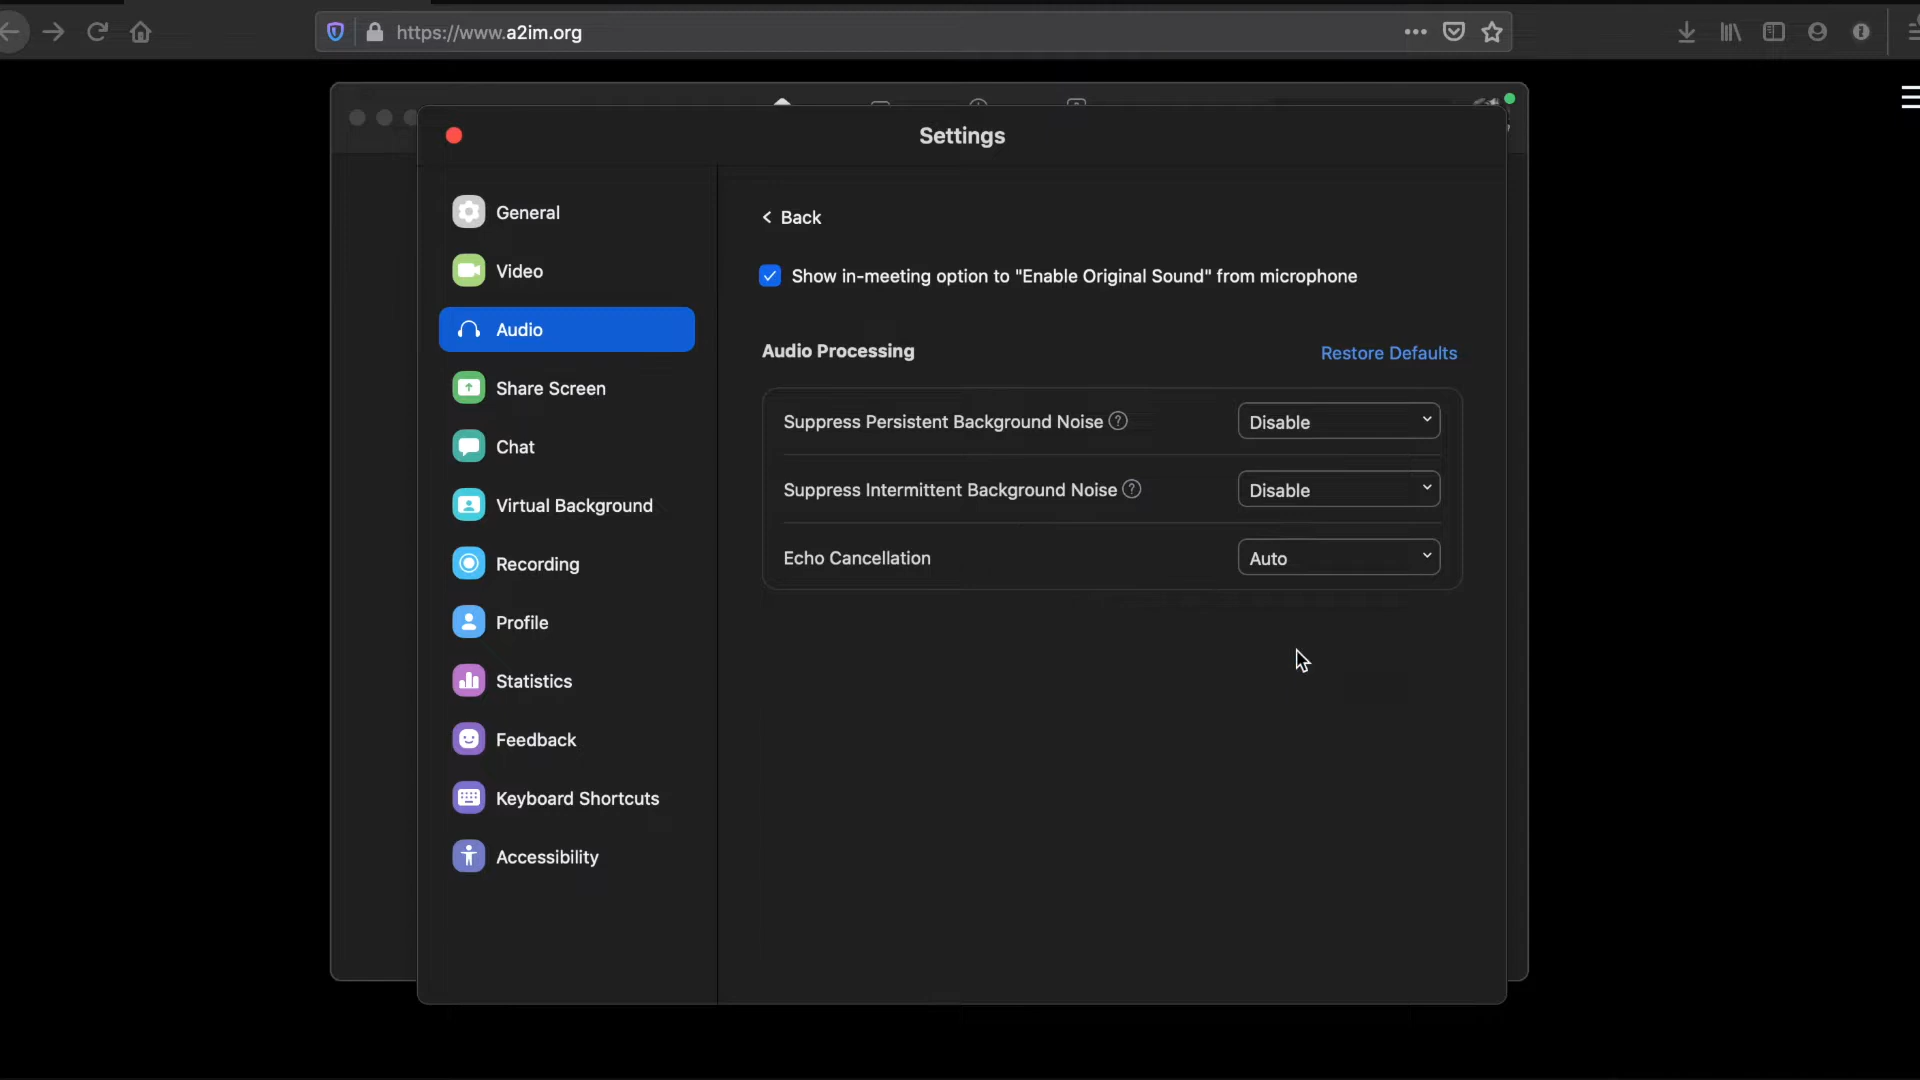 https://www.a2im.org
Settings
General
Video
Audio
Share Screen
Chat
Virtual Background
Recording
Profile
Statistics
Feedback
Keyboard Shortcuts
Accessibility
Back
Show in-meeting option to "Enable Original Sound" from microphone
Audio Processing
Restore Defaults
Suppress Persistent Background Noise ?
Disable
Suppress Intermittent Background Noise ?
Disable
Echo Cancellation
Auto